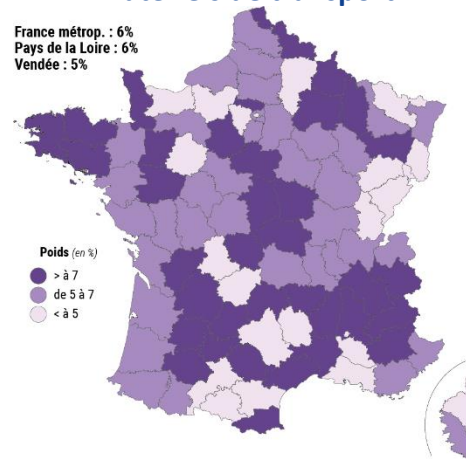 France métrop. : 6%
Pays de la Loire : 6%
Vendée : 5%
Poids (en %)
> à 7
de 5 à 7
< à 5